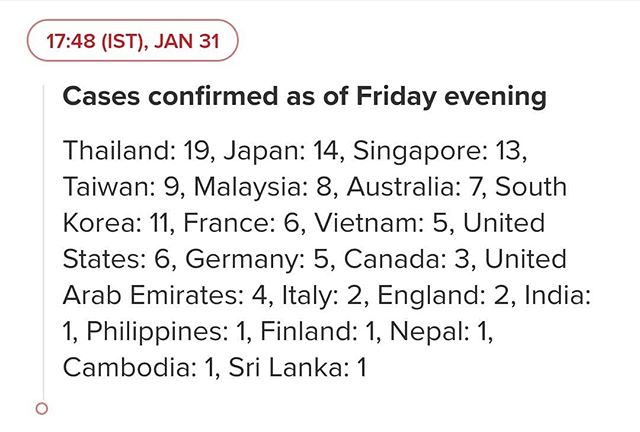 17:48 (IST), JAN 31
Cases confirmed as of Friday evening
Thailand: 19, Japan: 14, Singapore: 13,
Taiwan: 9, Malaysia: 8, Australia: 7, South
Korea: 11, France: 6, Vietnam: 5, United
States: 6, Germany: 5, Canada: 3, United
Arab Emirates: 4, Italy: 2, England: 2, India:
1, Philippines: 1, Finland: 1, Nepal: 1,
Cambodia: 1, Sri Lanka: 1